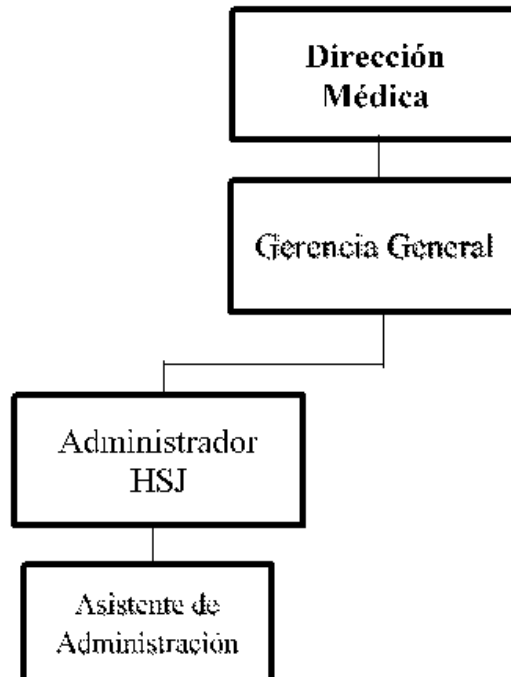 Dirección
Médica
Gerencia General
Administrador
HSJ
Asistente de
Administración